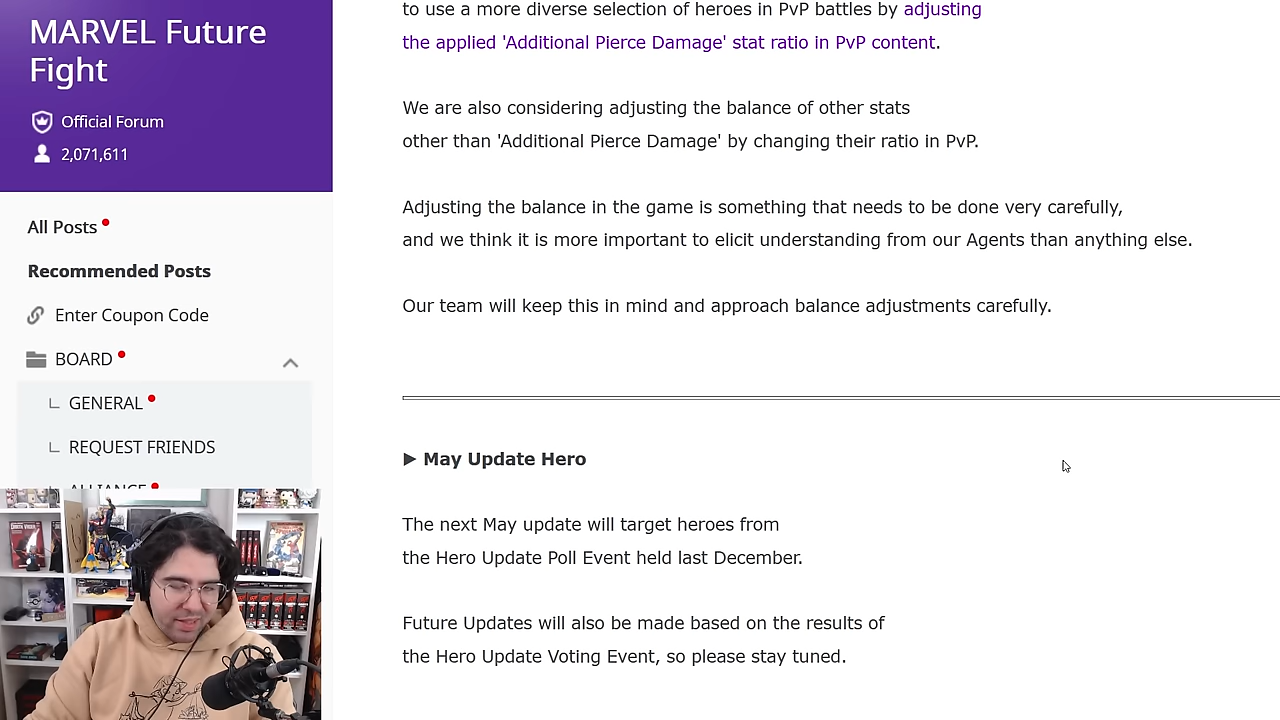 MARVEL Future
Fight
Official Forum
2,071,611
All Posts
Recommended Posts
Enter Coupon Code
BOARD
GENERAL
REQUEST FRIENDS
ALLIANCE
to use a more diverse selection of heroes in PvP battles by adjusting
the applied 'Additional Pierce Damage' stat ratio in PvP content.
We are also considering adjusting the balance of other stats
other than 'Additional Pierce Damage' by changing their ratio in PvP.
Adjusting the balance in the game is something that needs to be done very carefully,
and we think it is more important to elicit understanding from our Agents than anything else.
Our team will keep this in mind and approach balance adjustments carefully.
▶ May Update Hero
The next May update will target heroes from
the Hero Update Poll Event held last December.
Future Updates will also be made based on the results of
the Hero Update Voting Event, so please stay tuned.